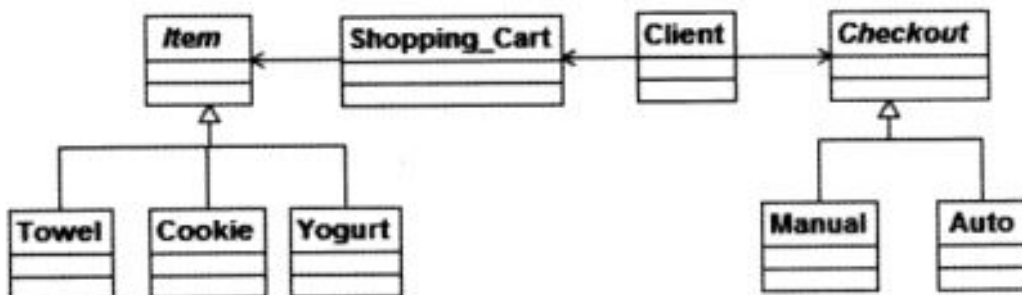 Item
Shopping_Cart
Client
Checkout
Towel
Cookie
Yogurt
Manual
Auto